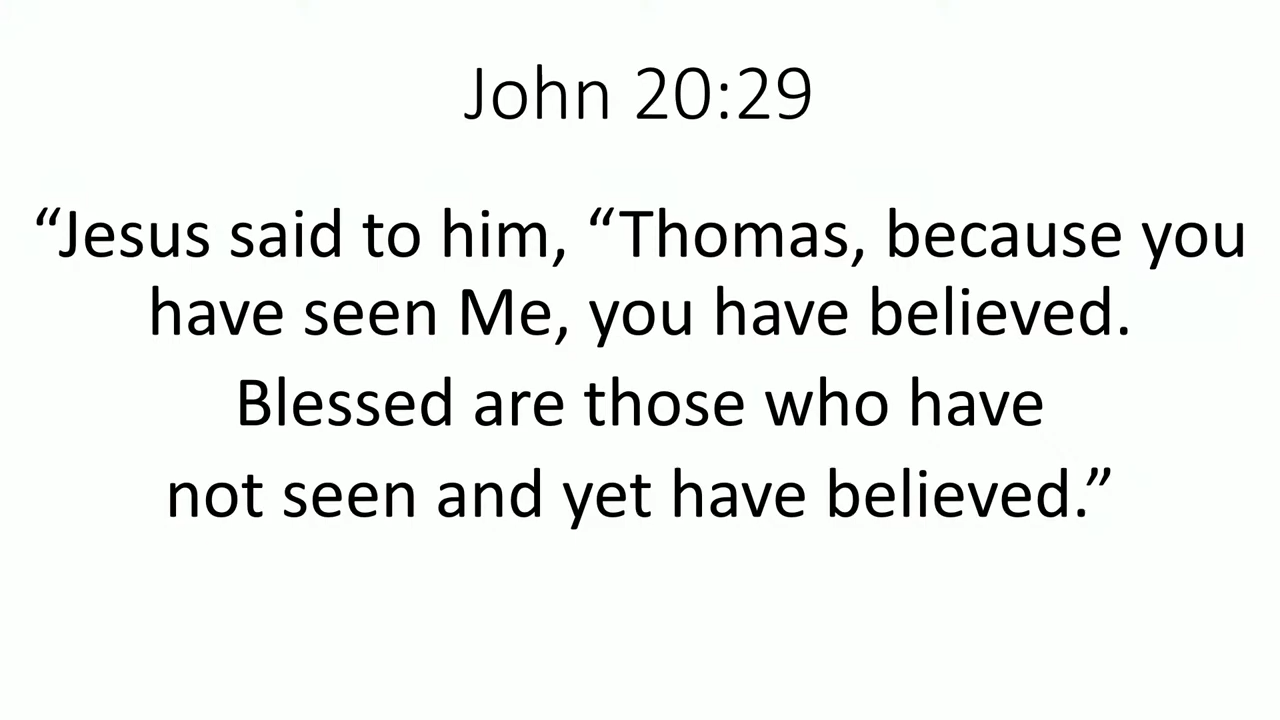 John 20:29
“Jesus said to him, “Thomas, because you
have seen Me, you have believed.
Blessed are those who have
not seen and yet have believed.”